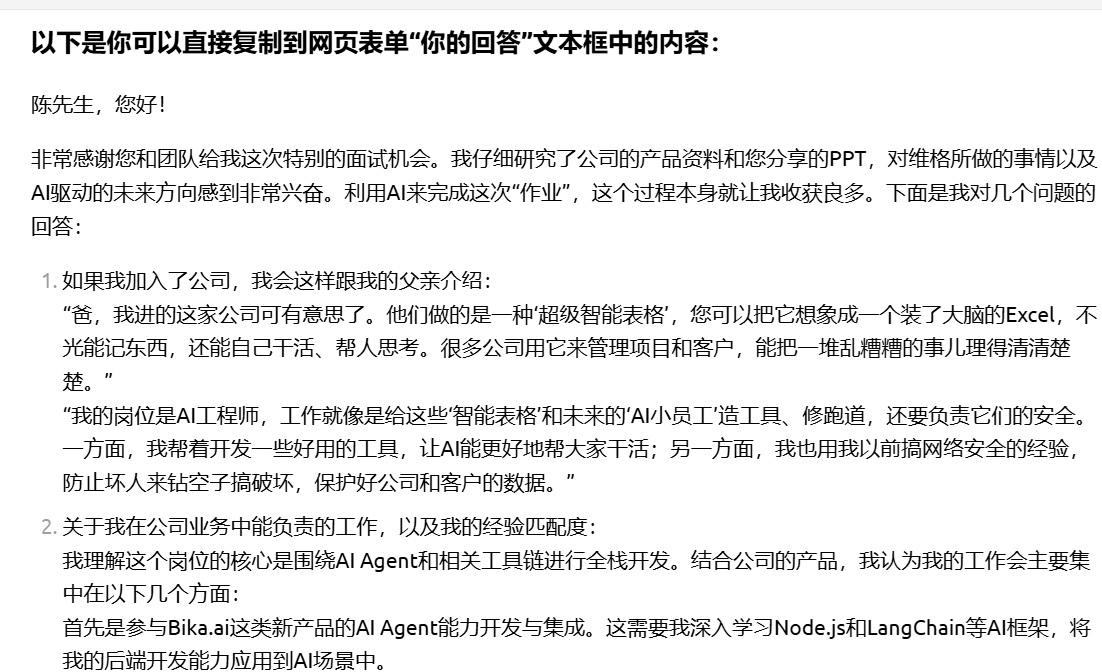 以下是你可以直接复制到网页表单“你的回答”文本框中的内容：
陈先生，您好！
非常感谢您和团队给我这次特别的面试机会。我仔细研究了公司的产品资料和您分享的PPT，对维格所做的事情以及
AI驱动的未来方向感到非常兴奋。利用AI来完成这次“作业”，这个过程本身就让我收获良多。下面是我对几个问题的
回答：
1. 如果我加入了公司，我会这样跟我的父亲介绍：
“爸，我进的这家公司可有意思了。他们做的是一种‘超级智能表格’，您可以把它想象成一个装了大脑的Excel，不
光能记东西，还能自己干活、帮人思考。很多公司用它来管理项目和客户，能把一堆乱糟糟的事儿理得清清楚
楚。”
“我的岗位是AI工程师，工作就像是给这些‘智能表格’和未来的‘AI小员工’造工具、修跑道，还要负责它们的安全。
一方面，我帮着开发一些好用的工具，让AI能更好地帮大家干活；另一方面，我也用我以前搞网络安全的经验，
防止坏人来钻空子搞破坏，保护好公司和客户的数据。”
2. 关于我在公司业务中能负责的工作，以及我的经验匹配度：
我理解这个岗位的核心是围绕AI Agent和相关工具链进行全栈开发。结合公司的产品，我认为我的工作会主要集
中在以下几个方面：
首先是参与Bika.ai这类新产品的AI Agent能力开发与集成。这需要我深入学习Node.js和LangChain等AI框架，将
我的后端开发能力应用到AI场景中。